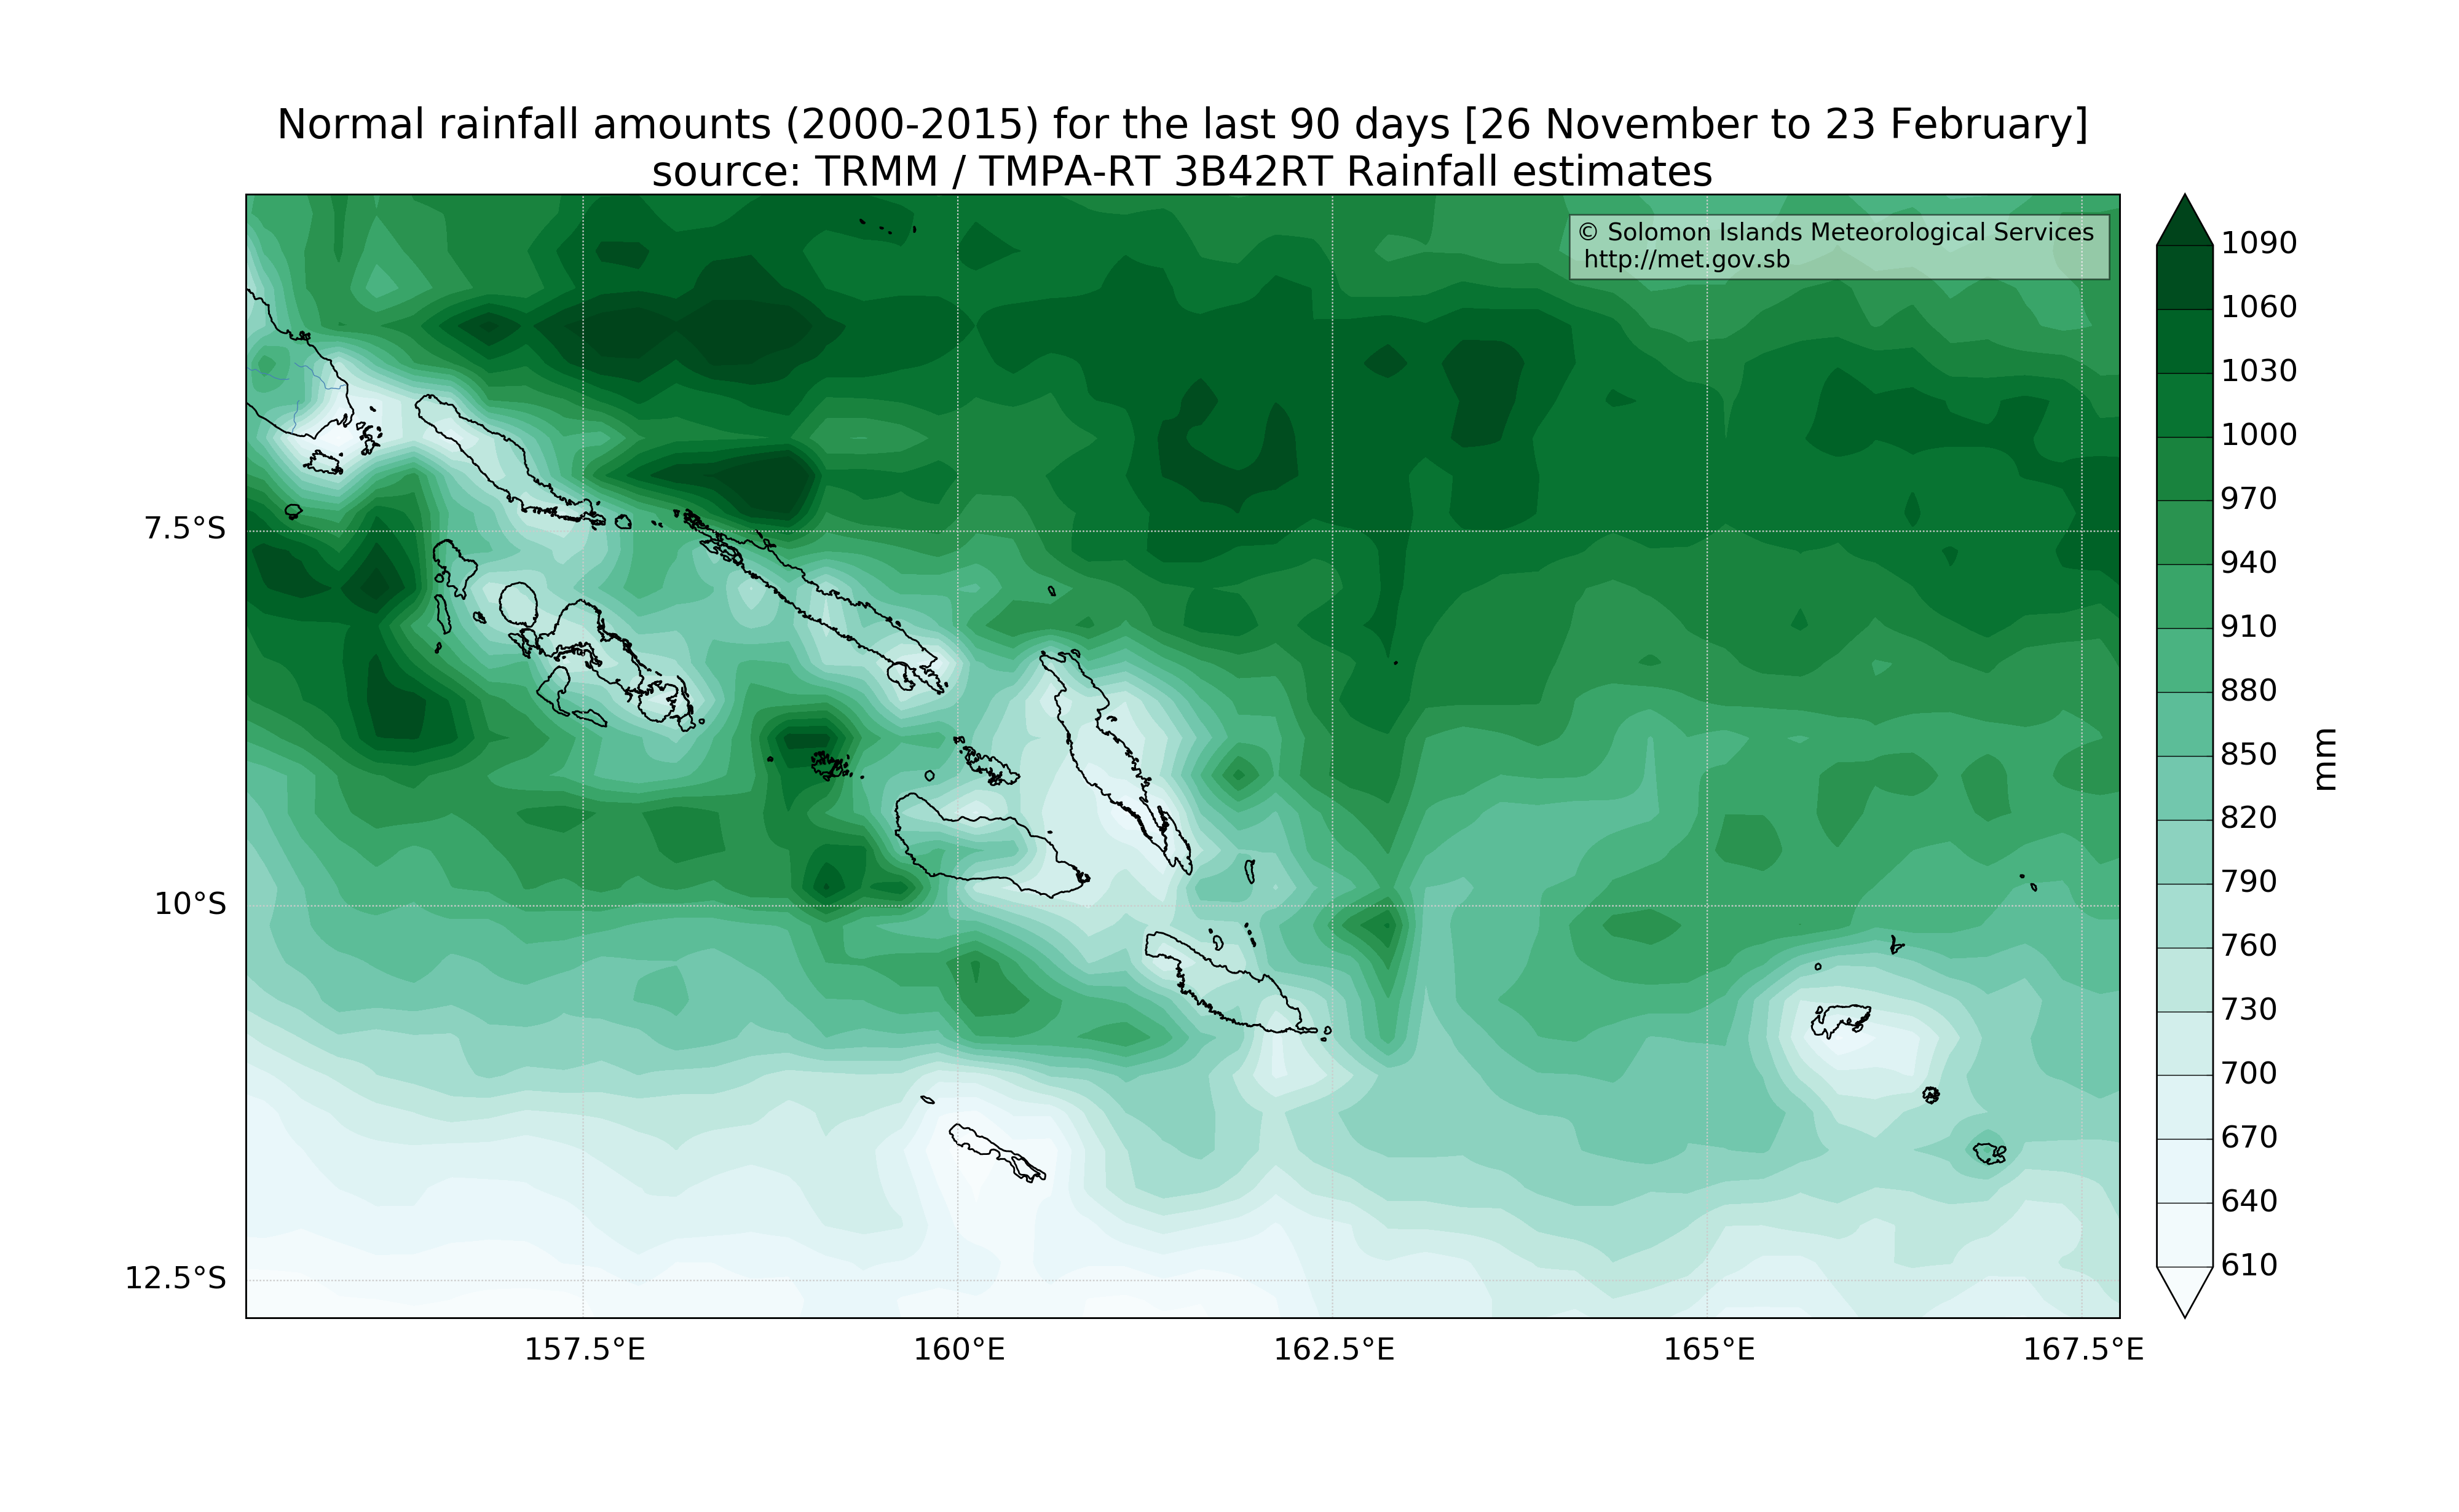 Normal rainfall amounts (2000-2015) for the last 90 days [26 November to 23 February]
source: TRMM / TMPA-RT 3B42RT Rainfall estimates
© Solomon Islands Meteorological Services
http://met.gov.sb
7.5°S
10°S
12.5°S
157.5°E
160°E
162.5°E
165°E
167.5°E
1090
1060
1030
1000
970
940
910
880
850
820
790
760
730
700
670
640
610
mm